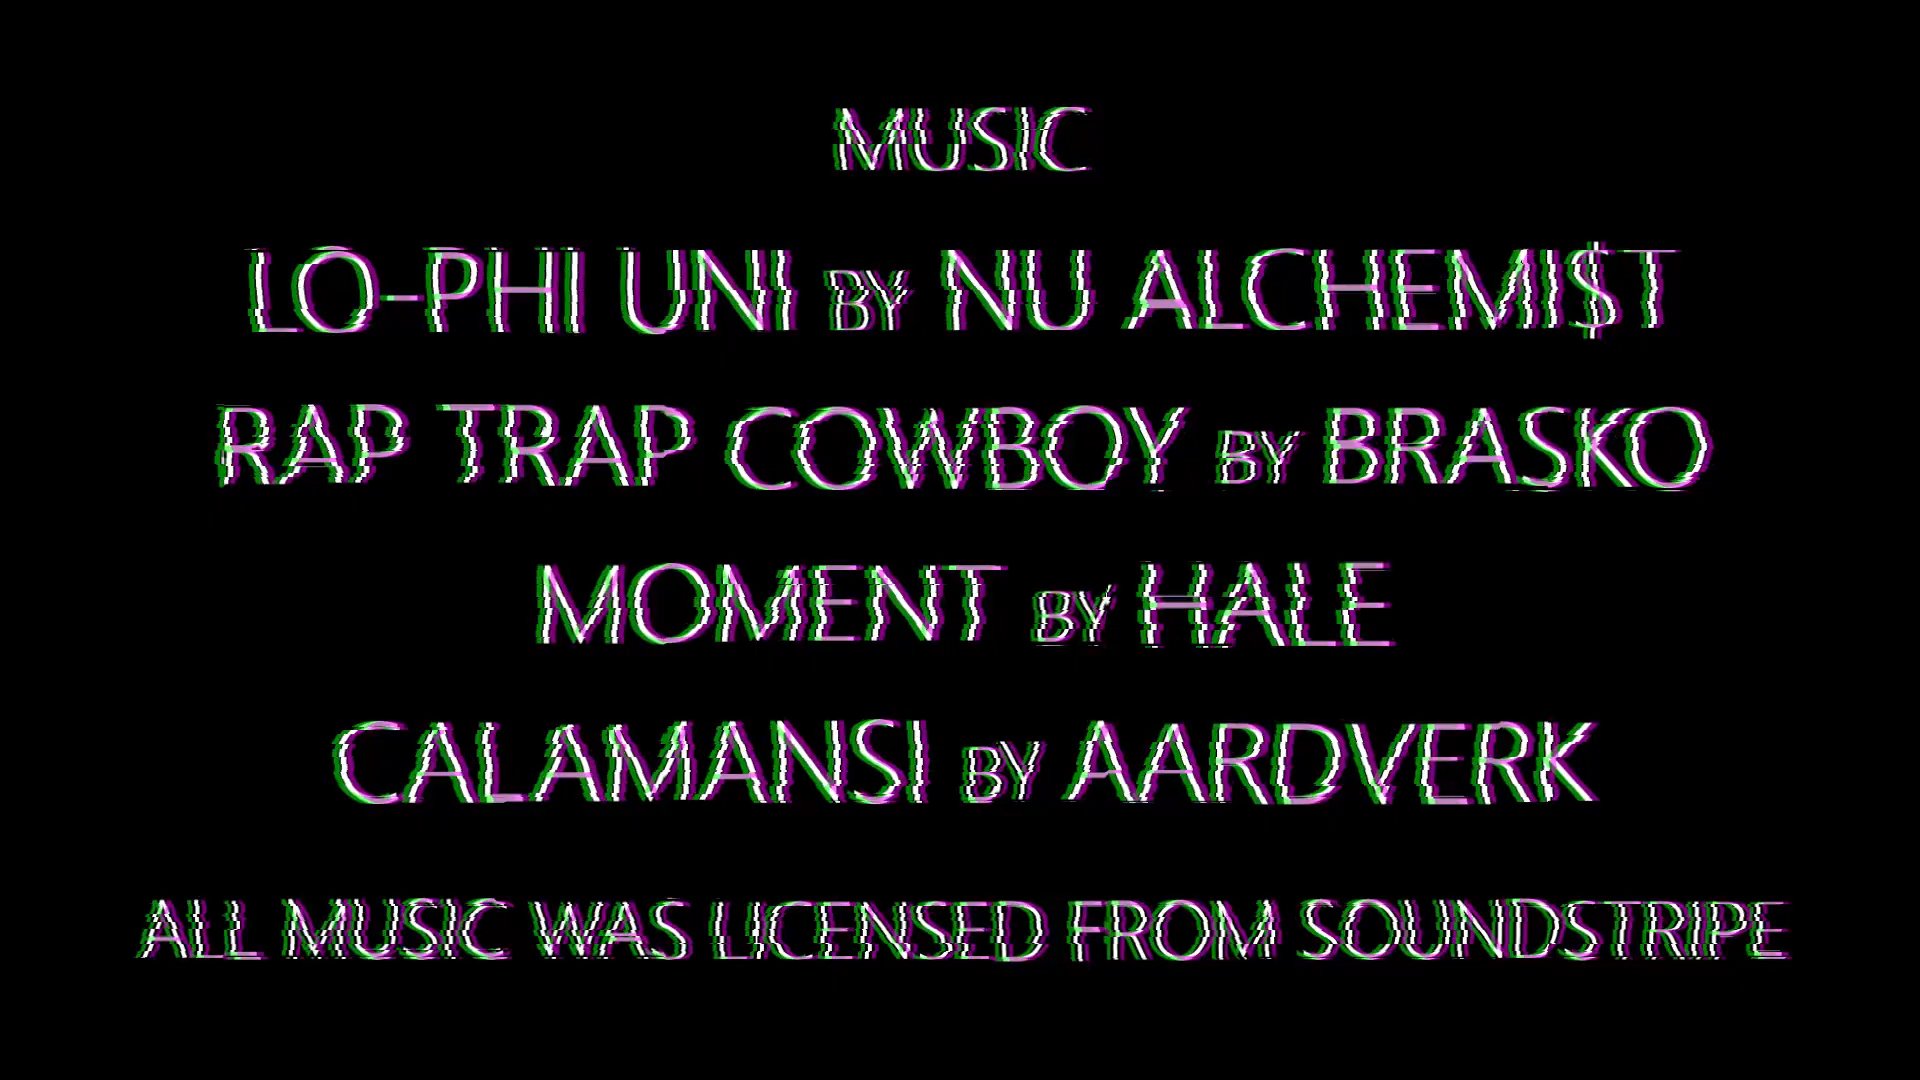 MUSIC
LO-PHI UNI BY NU ALCHEMI$T
RAP TRAP COWBOY BY BRASKO
MOMENT BY HALE
CALAMANSI BY AARDVERK
ALL MUSIC WAS LICENSED FROM SOUNDSTRIPE